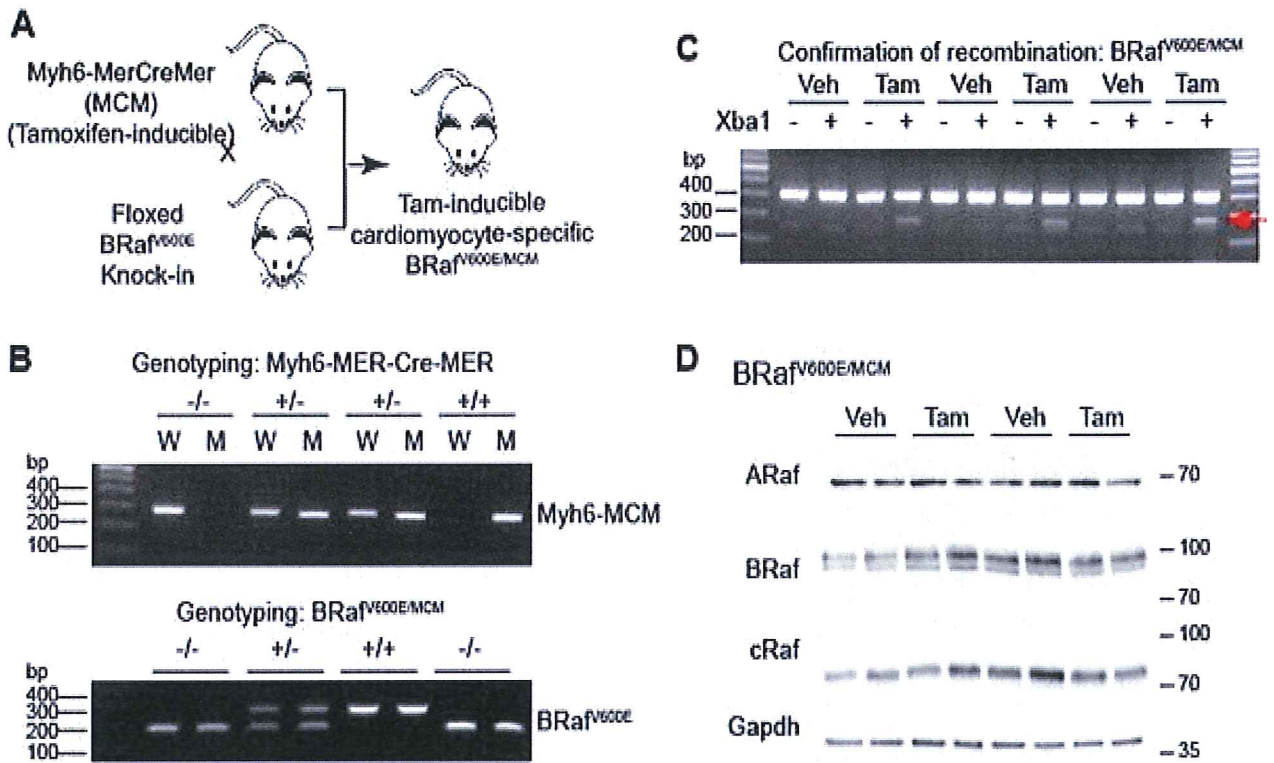 A
Myh6-MerCreMer
(MCM)
(Tamoxifen-inducible)
X
Floxed
BRafV600E
Knock-in
Tam-inducible
cardiomyocyte-specific
BRafV600E/MCM
B
Genotyping: Myh6-MER-Cre-MER
-/- +/- +/- +/+
W M W M W M W M
bp
400
300
200
100
Myh6-MCM
Genotyping: BRafV600E/MCM
-/- +/- +/+ -/-
bp
400
300
200
100
BRafV600E
C
Confirmation of recombination: BRafV600E/MCM
Veh Tam Veh Tam Veh Tam
Xba1 - + - + - + - + - + - +
bp
400
300
200
D
BRafV600E/MCM
Veh Tam Veh Tam
ARaf
70
BRaf
100
70
cRaf
100
70
Gapdh
35